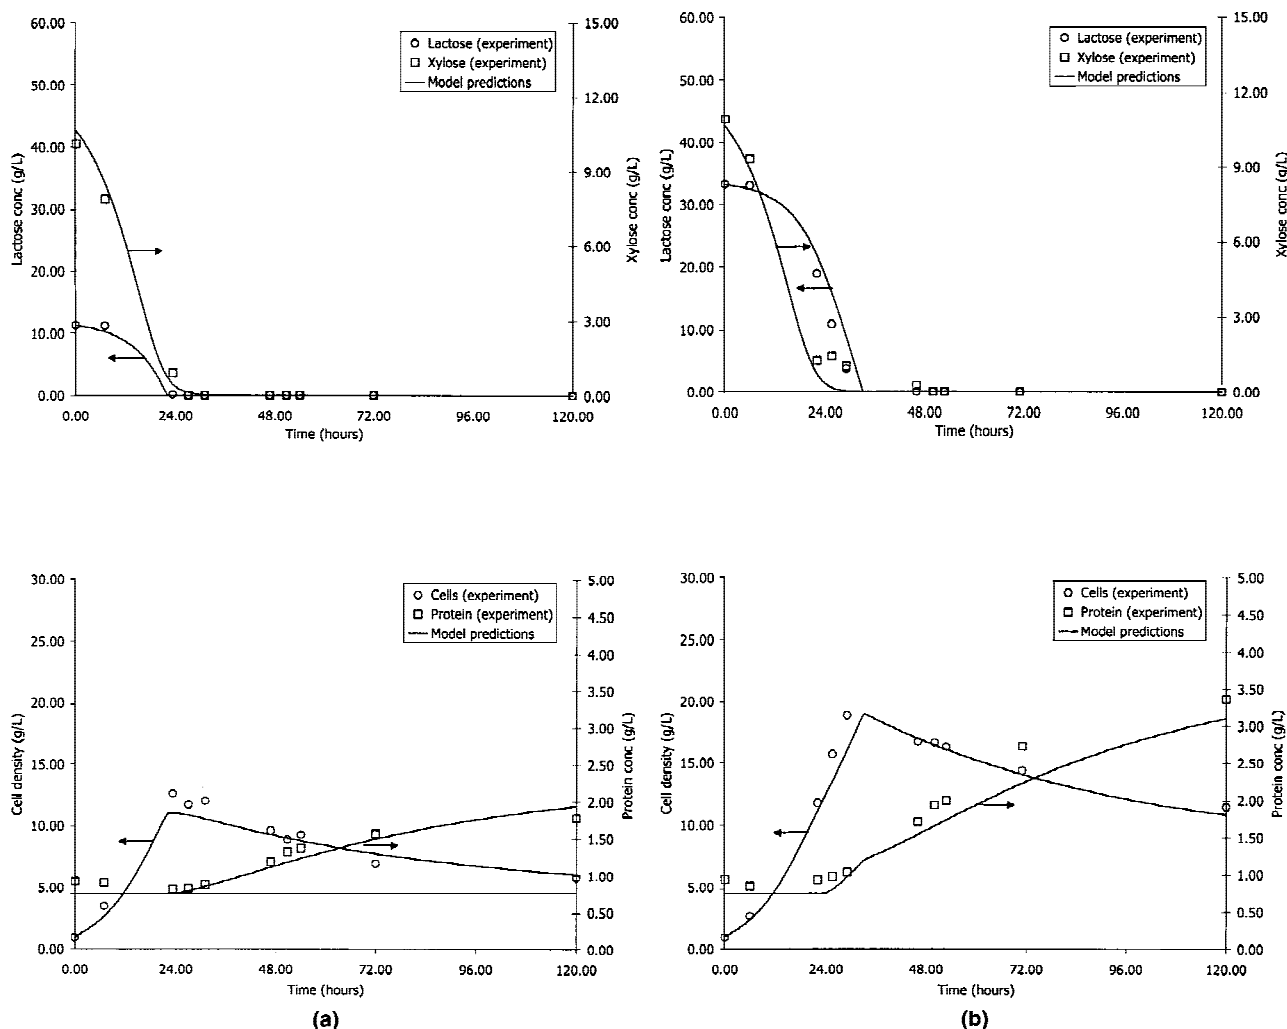 60.00
50.00
40.00
30.00
20.00
10.00
0.00
Lactose conc (g/L)
15.00
12.00
9.00
6.00
3.00
0.00
Xylose conc (g/L)
Lactose (experiment)
Xylose (experiment)
Model predictions
0.00 24.00 48.00 72.00 96.00 120.00
Time (hours)
60.00
50.00
40.00
30.00
20.00
10.00
0.00
Lactose conc (g/L)
15.00
12.00
9.00
6.00
3.00
0.00
Xylose conc (g/L)
Lactose (experiment)
Xylose (experiment)
Model predictions
0.00 24.00 48.00 72.00 96.00 120.00
Time (hours)
30.00
25.00
20.00
15.00
10.00
5.00
0.00
Cell density (g/L)
5.00
4.50
4.00
3.50
3.00
2.50
2.00
1.50
1.00
0.50
0.00
Protein conc (g/L)
Cells (experiment)
Protein (experiment)
Model predictions
0.00 24.00 48.00 72.00 96.00 120.00
Time (hours)
(a)
30.00
25.00
20.00
15.00
10.00
5.00
0.00
Cell density (g/L)
5.00
4.50
4.00
3.50
3.00
2.50
2.00
1.50
1.00
0.50
0.00
Protein conc (g/L)
Cells (experiment)
Protein (experiment)
Model predictions
0.00 24.00 48.00 72.00 96.00 120.00
Time (hours)
(b)